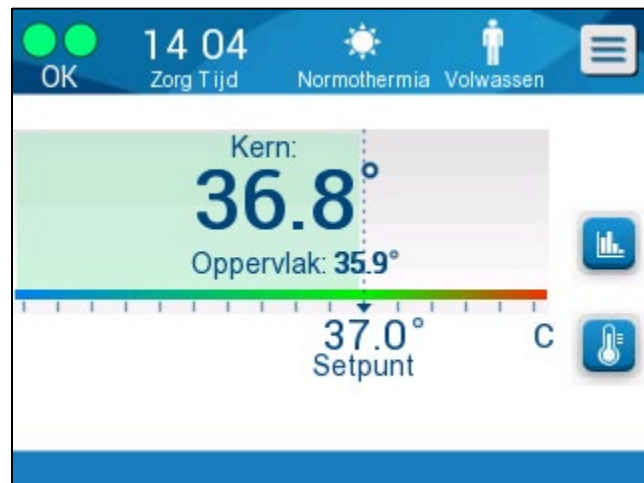 OK
14 04
Zorg Tijd
Normothermia
Volwassen
Kern:
36.8°
Oppervlak: 35.9°
37.0° C
Setpunt